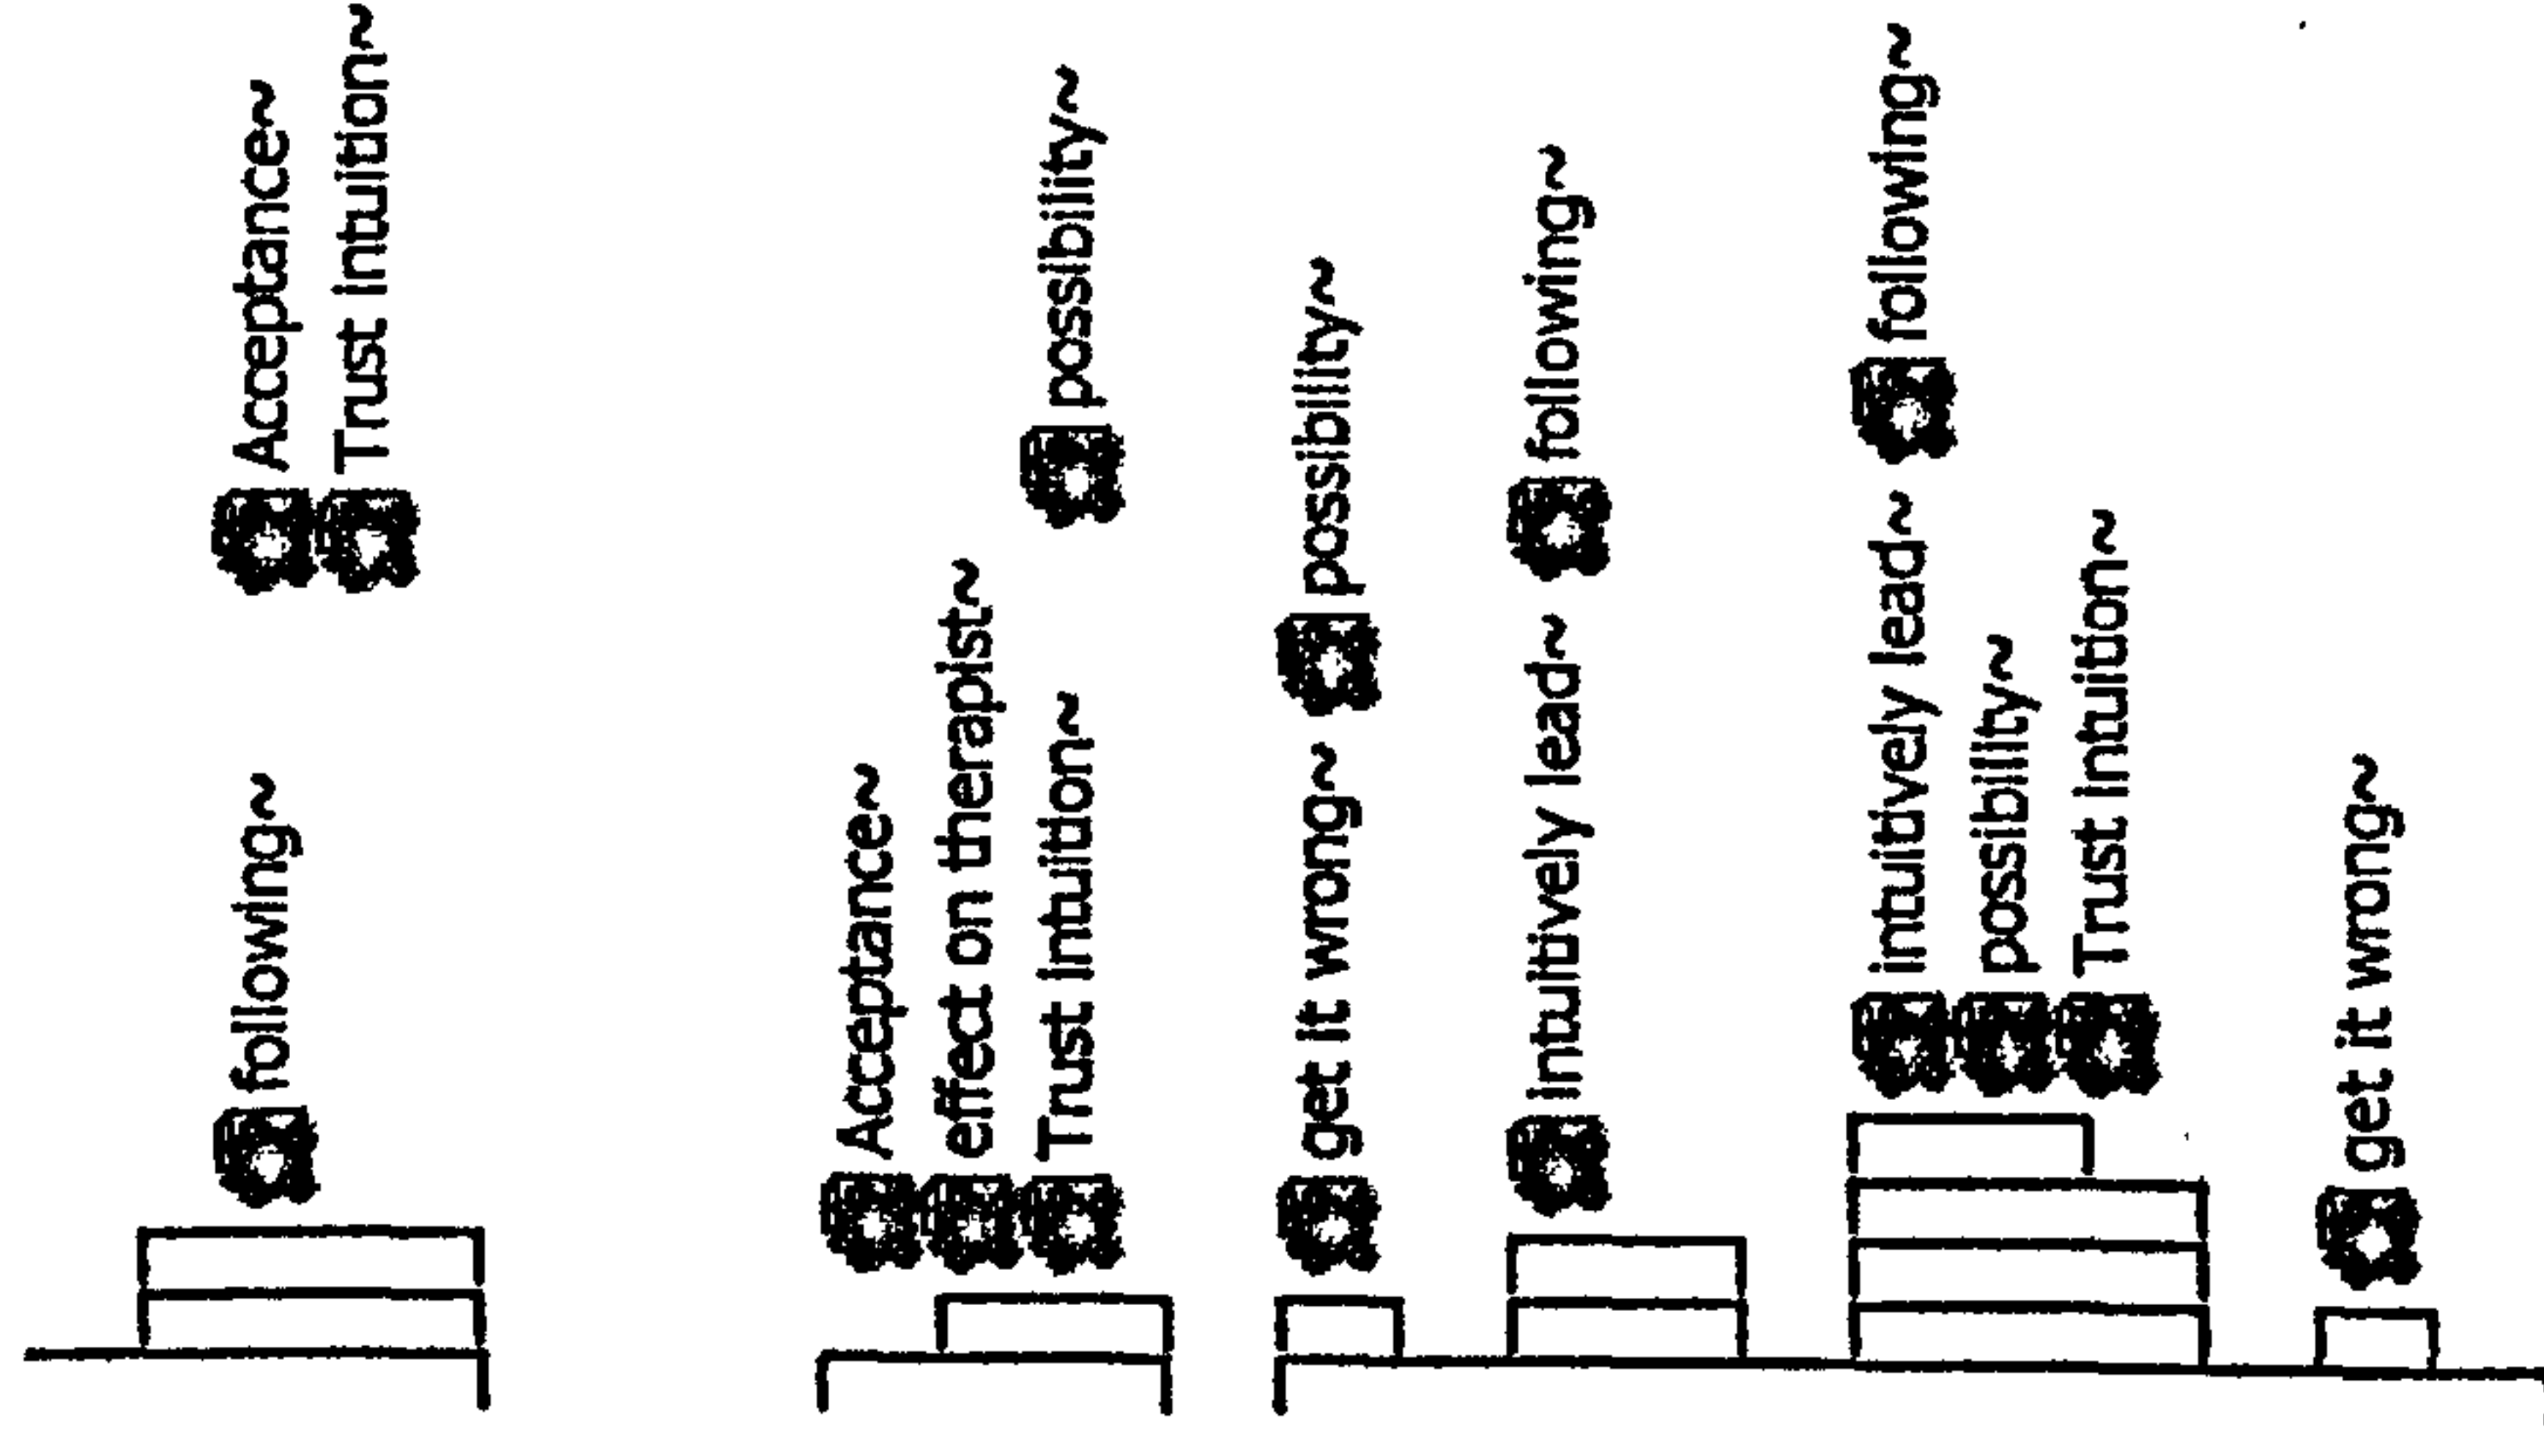 Acceptance~
Trust Intuition~
following~
Acceptance~
effect on therapist~
possibility~
Trust Intuition~
possibility~
get it wrong~
following~
intuitively lead~
following~
intuitively lead~
possibility~
Trust Intuition~
get it wrong~